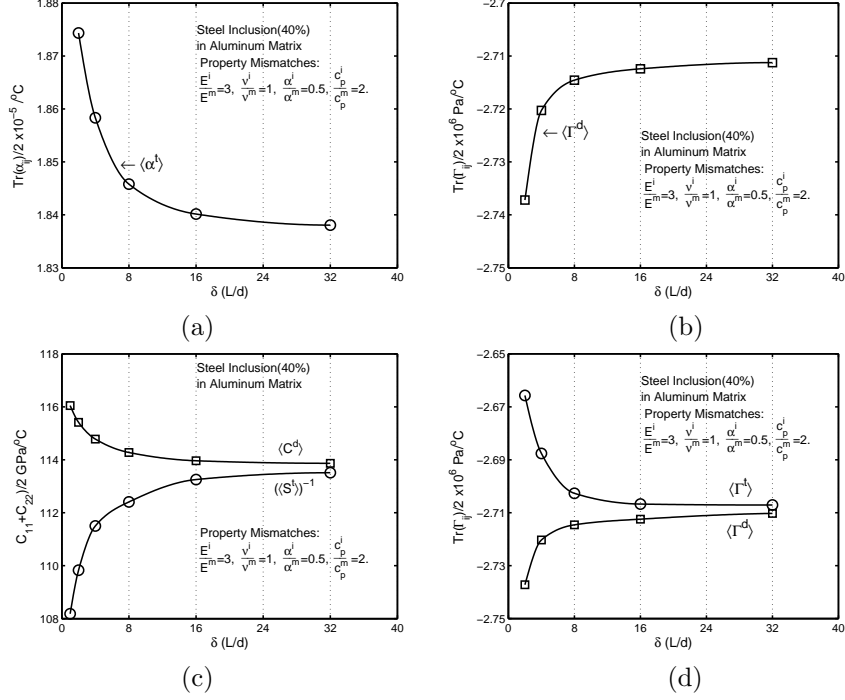 1.88
1.87
1.86
1.85
1.84
1.83
Tr(α_ij)/2 x10^−5 /°C
Steel Inclusion(40%)
in Aluminum Matrix
Property Mismatches:
E^i/E^m=3, ν^i/ν^m=1, α^i/α^m=0.5, c_p^i/c_p^m=2.
← ⟨α^t⟩
0 8 16 24 32 40
δ (L/d)
(a)
−2.7
−2.71
−2.72
−2.73
−2.74
−2.75
Tr(Γ_ij)/2 x10^6 Pa/°C
← ⟨Γ^d⟩
Steel Inclusion(40%)
in Aluminum Matrix
Property Mismatches:
E^i/E^m=3, ν^i/ν^m=1, α^i/α^m=0.5, c_p^i/c_p^m=2.
0 8 16 24 32 40
δ (L/d)
(b)
118
116
114
112
110
108
C_11+C_22)/2 GPa/°C
Steel Inclusion(40%)
in Aluminum Matrix
⟨C^d⟩
(⟨S^t⟩)^−1
Property Mismatches:
E^i/E^m=3, ν^i/ν^m=1, α^i/α^m=0.5, c_p^i/c_p^m=2.
0 8 16 24 32 40
δ (L/d)
(c)
−2.65
−2.67
−2.69
−2.71
−2.73
−2.75
Tr(Γ_ij)/2 x10^6 Pa/°C
Steel Inclusion(40%)
in Aluminum Matrix
Property Mismatches:
E^i/E^m=3, ν^i/ν^m=1, α^i/α^m=0.5, c_p^i/c_p^m=2.
⟨Γ^t⟩
⟨Γ^d⟩
0 8 16 24 32 40
δ (L/d)
(d)